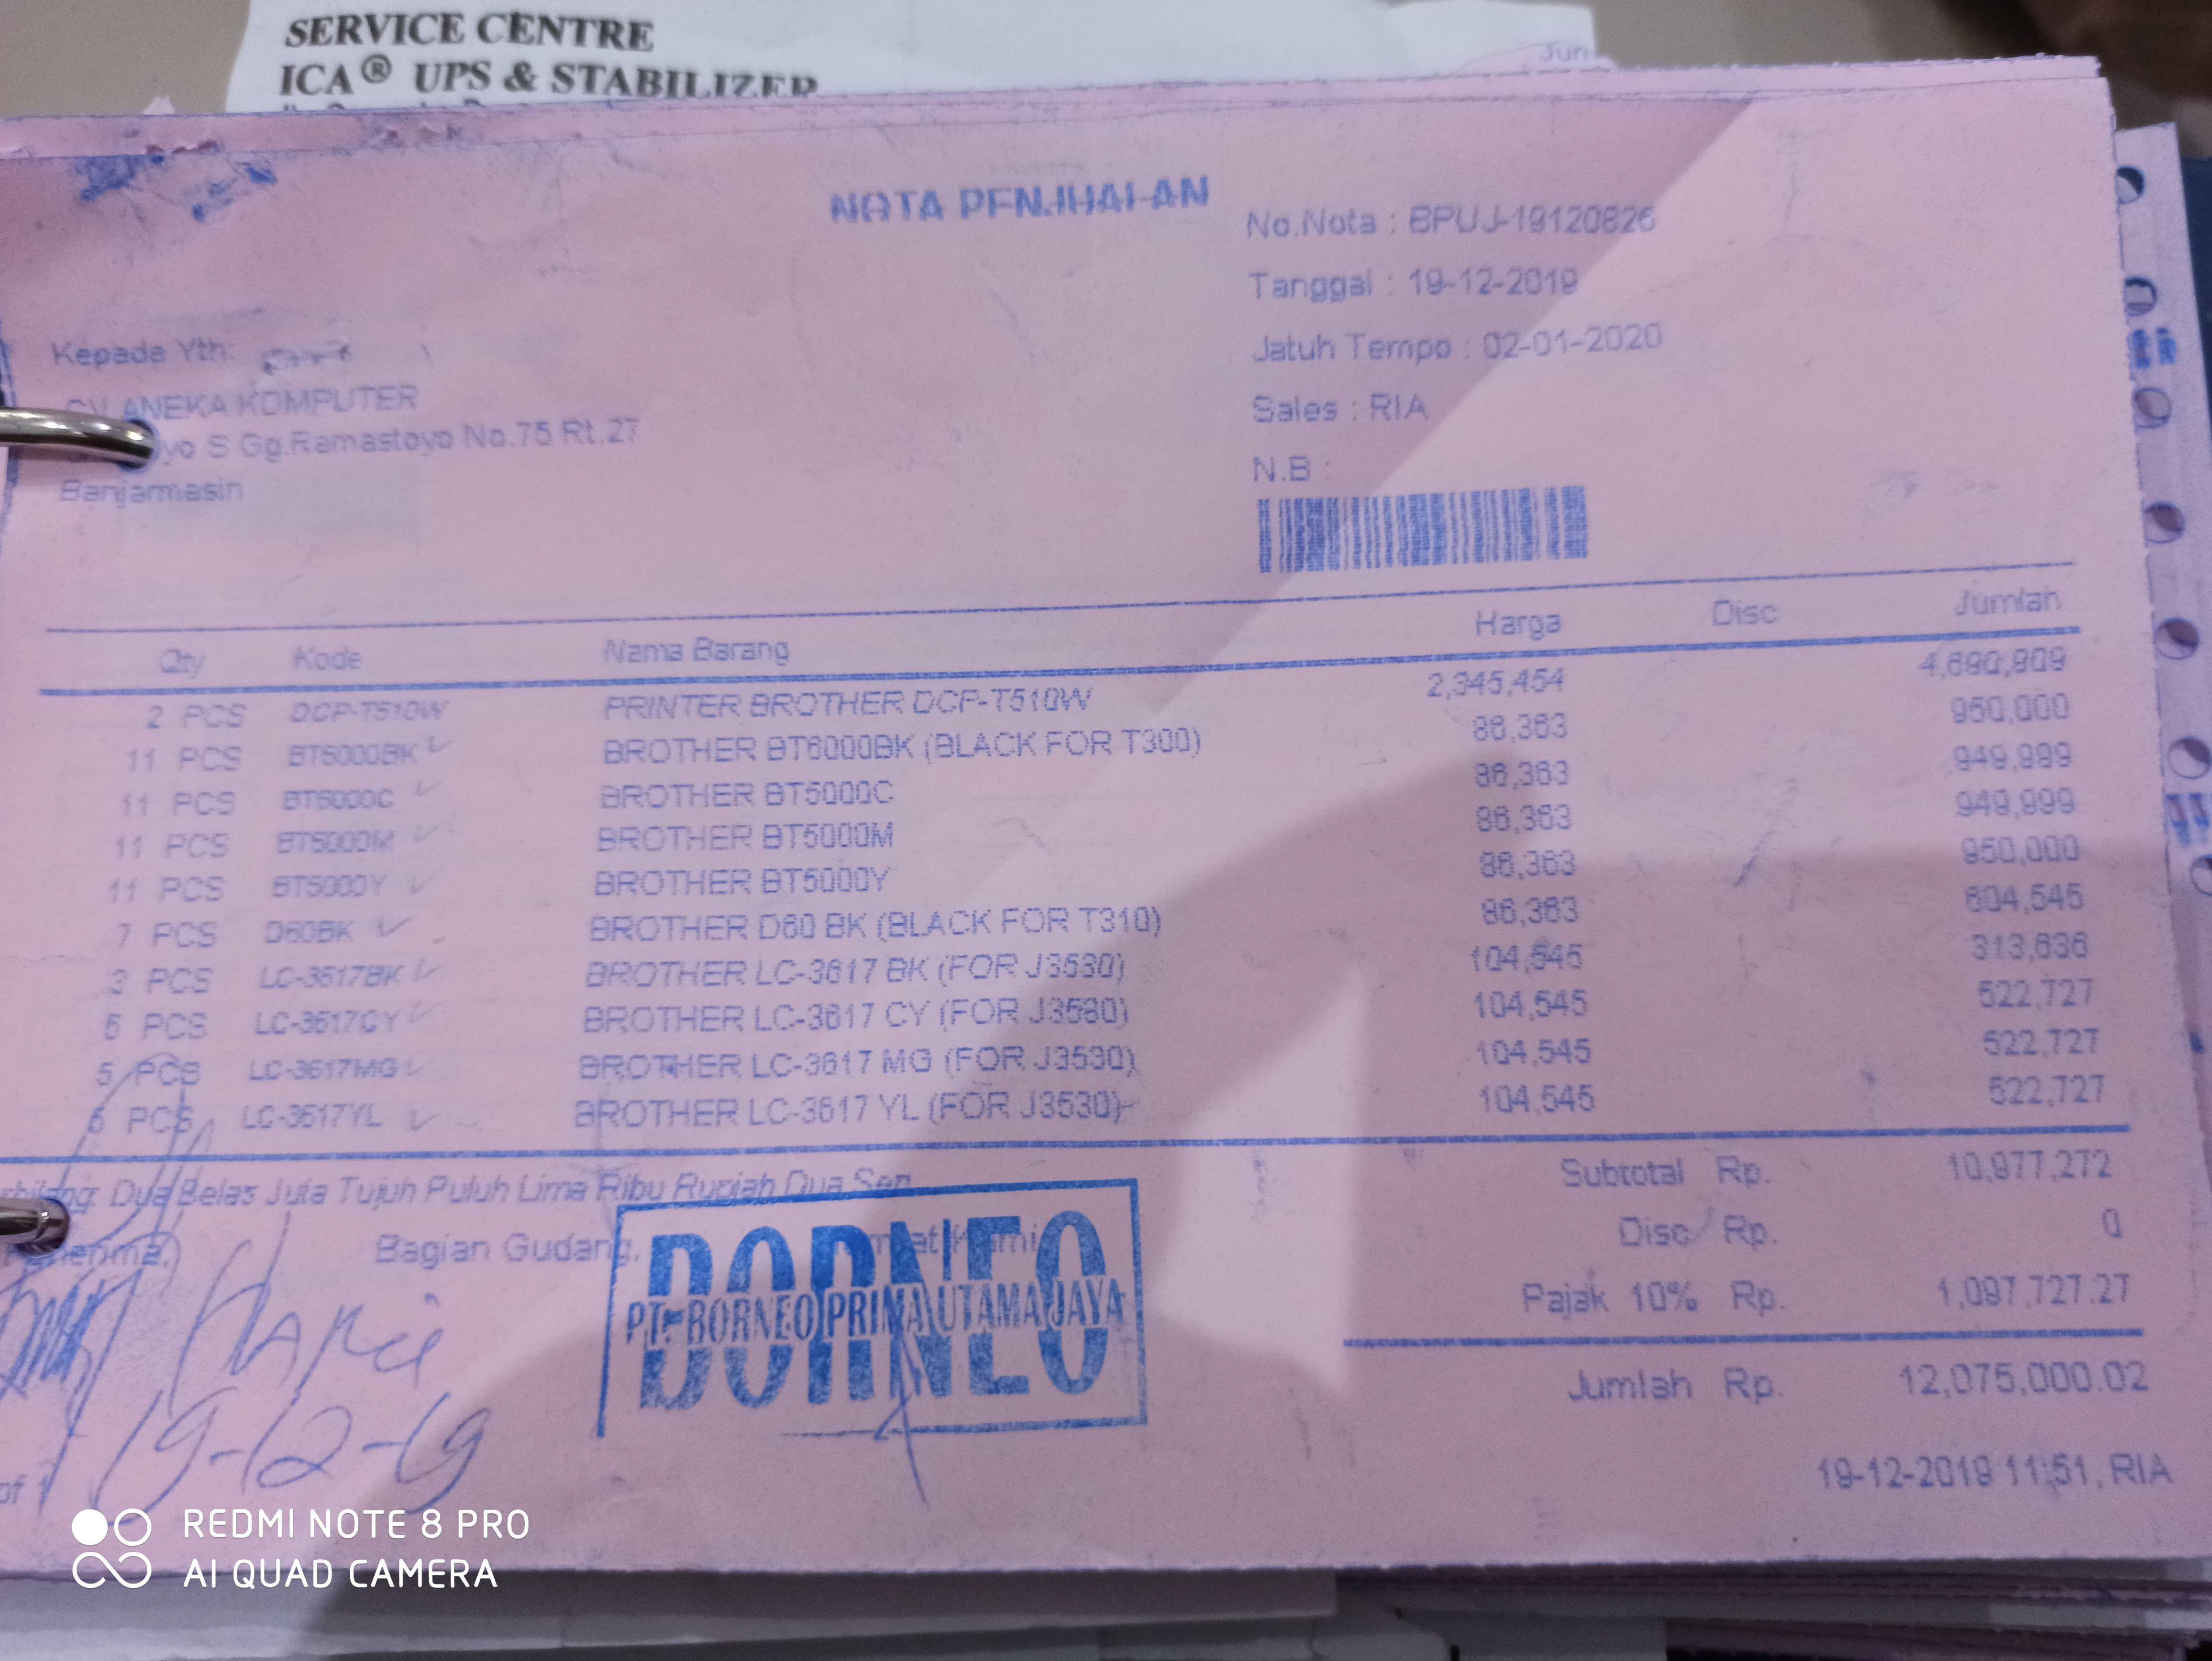 SERVICE CENTRE
ICA® UPS & STABILIZER
Jun
NOTA PENJUALAN
No.Nota : BPUJ-19120826
Tanggal : 19-12-2019
Jatuh Tempo : 02-01-2020
Sales : RIA
N.B :
Kepada Yth:
CV ANEKA KOMPUTER
yo S Gg.Ramastoyo No.75 Rt.27
Banjarmasin
Qty Kode Nama Barang Harga Disc Jumlah
2 PCS DCP-T510W PRINTER BROTHER DCP-T510W 2,345,454 4,690,909
11 PCS BT5000BK BROTHER BT6000BK (BLACK FOR T300) 86,363 950,000
11 PCS BT5000C BROTHER BT5000C 86,363 949,999
11 PCS BT5000M BROTHER BT5000M 86,363 949,999
11 PCS BT5000Y BROTHER BT5000Y 86,363 950,000
7 PCS D60BK BROTHER D60 BK (BLACK FOR T310) 86,363 604,545
3 PCS LC-3617BK BROTHER LC-3617 BK (FOR J3530) 104,545 313,636
5 PCS LC-3617CY BROTHER LC-3617 CY (FOR J3530) 104,545 522,727
5 PCS LC-3617MG BROTHER LC-3617 MG (FOR J3530) 104,545 522,727
5 PCS LC-3617YL BROTHER LC-3617 YL (FOR J3530) 104,545 522,727
Dua Belas Juta Tujuh Puluh Lima Ribu Rupiah Dua Sen
Subtotal Rp. 10,977,272
Disc Rp. 0
Pajak 10% Rp. 1,097,727.27
Jumlah Rp. 12,075,000.02
Bagian Gudang,
BORNEO
PT. BORNEO PRIMA UTAMA JAYA
19-12-19
19-12-2019 11:51, RIA
of 1
REDMI NOTE 8 PRO
AI QUAD CAMERA